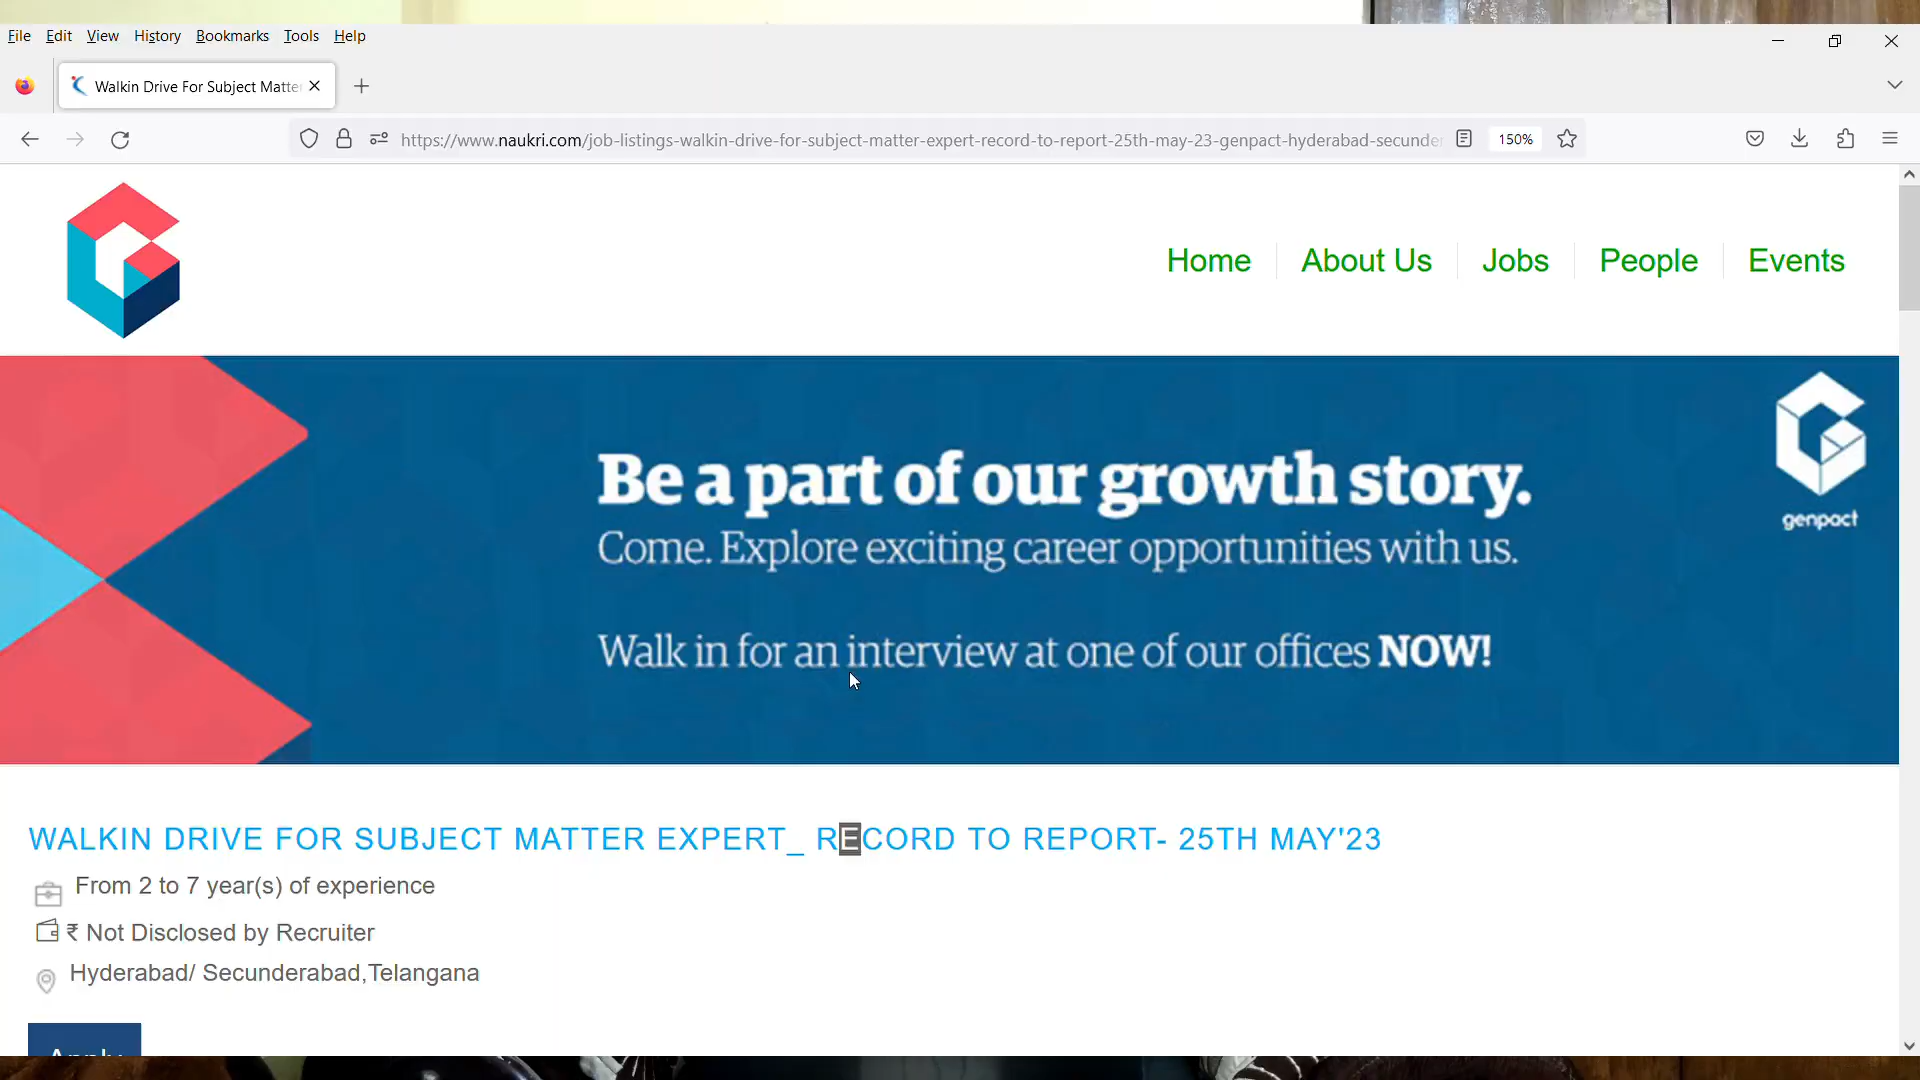 File Edit View History Bookmarks Tools Help
Walkin Drive For Subject Matte
https://www.naukri.com/job-listings-walkin-drive-for-subject-matter-expert-record-to-report-25th-may-23-genpact-hyderabad-secunde
150%
Home About Us Jobs People Events
Be a part of our growth story.
Come. Explore exciting career opportunities with us.
genpact
Walk in for an interview at one of our offices NOW!
WALKIN DRIVE FOR SUBJECT MATTER EXPERT_ RECORD TO REPORT- 25TH MAY'23
From 2 to 7 year(s) of experience
₹ Not Disclosed by Recruiter
Hyderabad/ Secunderabad,Telangana
Apply